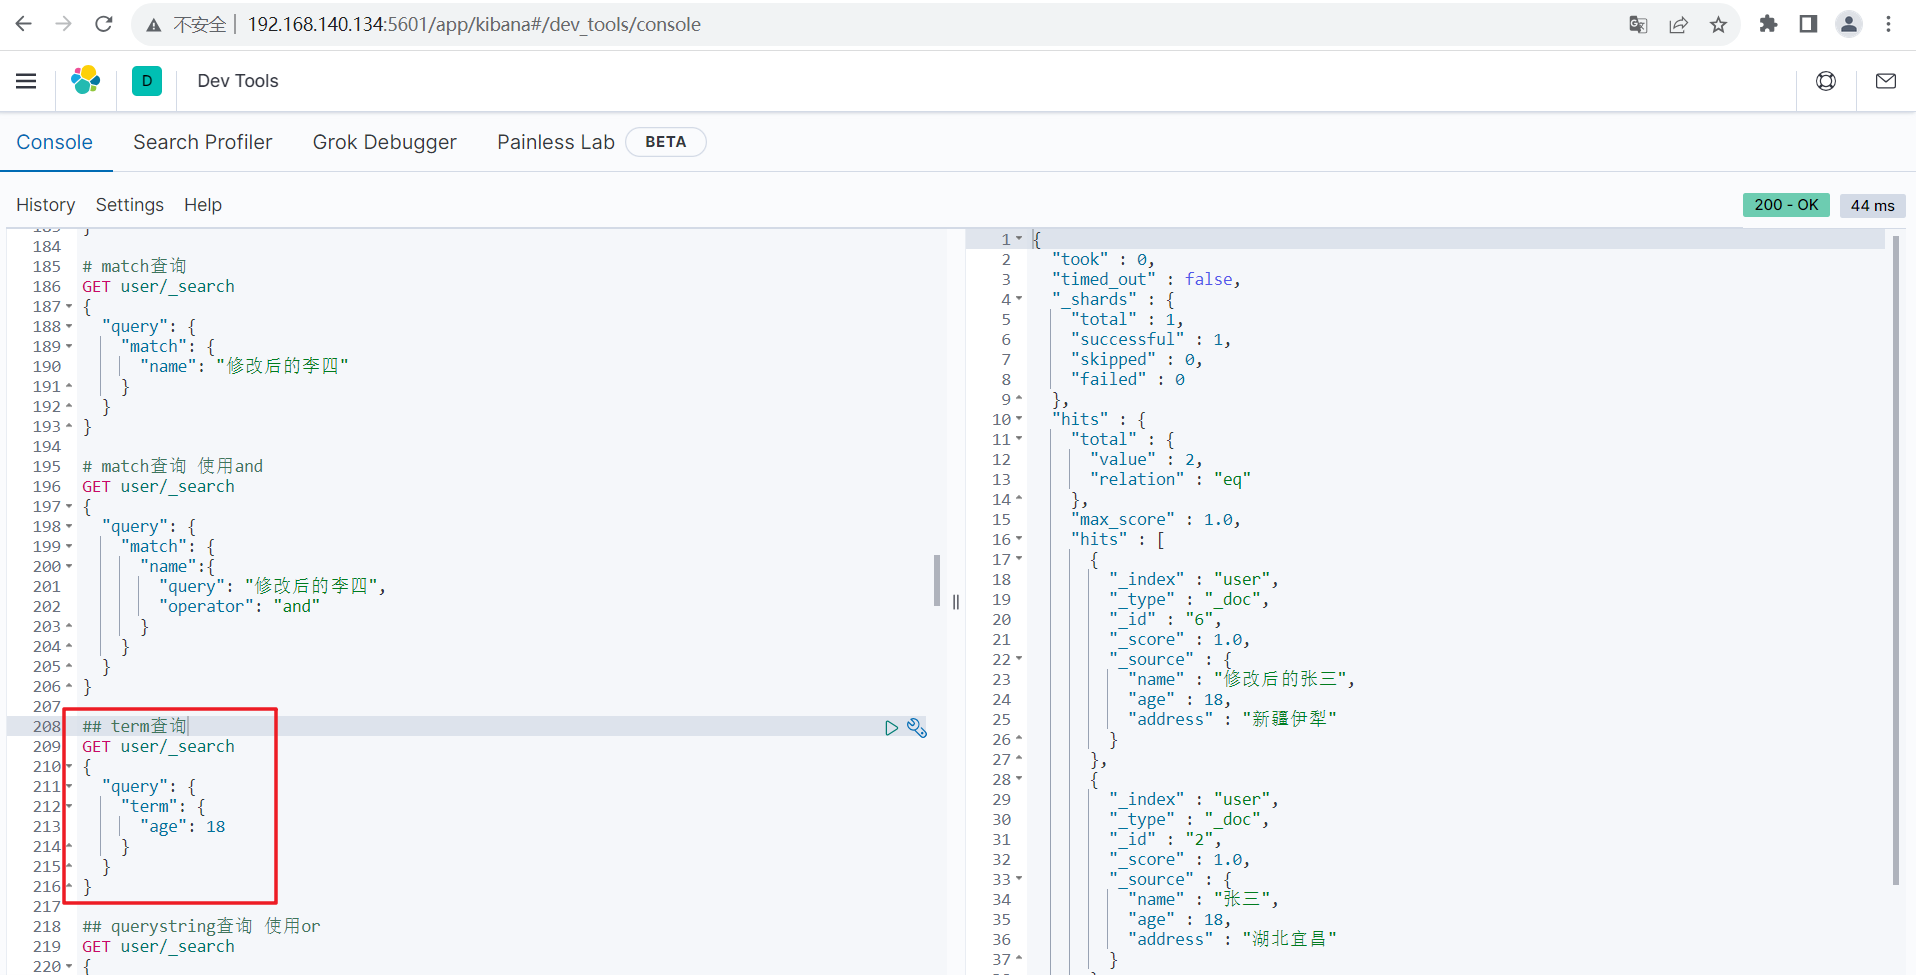 不安全 192.168.140.134:5601/app/kibana#/dev_tools/console
D Dev Tools
Console Search Profiler Grok Debugger Painless Lab BETA
History Settings Help 200 - OK 44 ms
184
185 # match查询
186 GET user/_search
187 {
188 "query": {
189 "match": {
190 "name": "修改后的李四"
191 }
192 }
193 }
194
195 # match查询 使用and
196 GET user/_search
197 {
198 "query": {
199 "match": {
200 "name":{
201 "query": "修改后的李四",
202 "operator": "and"
203 }
204 }
205 }
206 }
207
208 ## term查询
209 GET user/_search
210 {
211 "query": {
212 "term": {
213 "age": 18
214 }
215 }
216 }
217
218 ## querystring查询 使用or
219 GET user/_search
220 {
1 {
2 "took" : 0,
3 "timed_out" : false,
4 "_shards" : {
5 "total" : 1,
6 "successful" : 1,
7 "skipped" : 0,
8 "failed" : 0
9 },
10 "hits" : {
11 "total" : {
12 "value" : 2,
13 "relation" : "eq"
14 },
15 "max_score" : 1.0,
16 "hits" : [
17 {
18 "_index" : "user",
19 "_type" : "_doc",
20 "_id" : "6",
21 "_score" : 1.0,
22 "_source" : {
23 "name" : "修改后的张三",
24 "age" : 18,
25 "address" : "新疆伊犁"
26 }
27 },
28 {
29 "_index" : "user",
30 "_type" : "_doc",
31 "_id" : "2",
32 "_score" : 1.0,
33 "_source" : {
34 "name" : "张三",
35 "age" : 18,
36 "address" : "湖北宜昌"
37 }